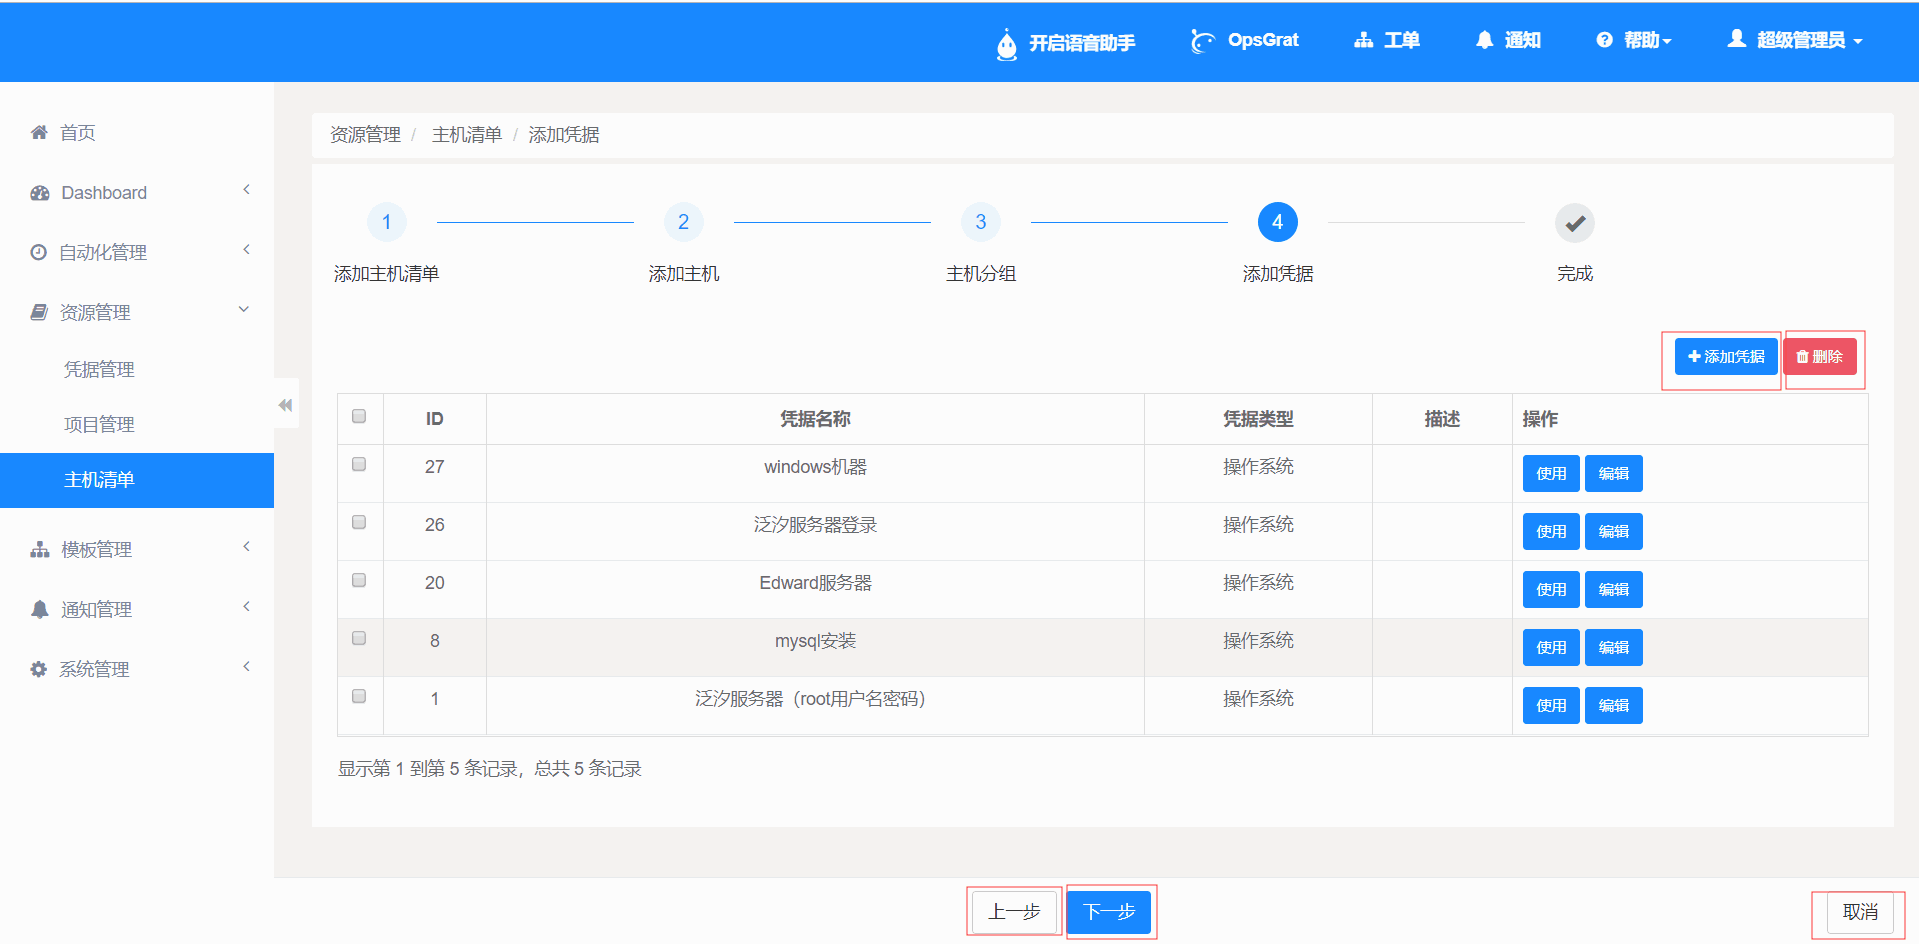 开启语音助手 OpsGrat 工单 通知 帮助 超级管理员
首页
Dashboard
自动化管理
资源管理
凭据管理
项目管理
主机清单
模板管理
通知管理
系统管理
资源管理 / 主机清单 / 添加凭据
1 2 3 4
添加主机清单 添加主机 主机分组 添加凭据 完成
添加凭据 删除
ID 凭据名称 凭据类型 描述 操作
27 windows机器 操作系统 使用 编辑
26 泛汐服务器登录 操作系统 使用 编辑
20 Edward服务器 操作系统 使用 编辑
8 mysql安装 操作系统 使用 编辑
1 泛汐服务器（root用户名密码） 操作系统 使用 编辑
显示第 1 到第 5 条记录，总共 5 条记录
上一步 下一步 取消